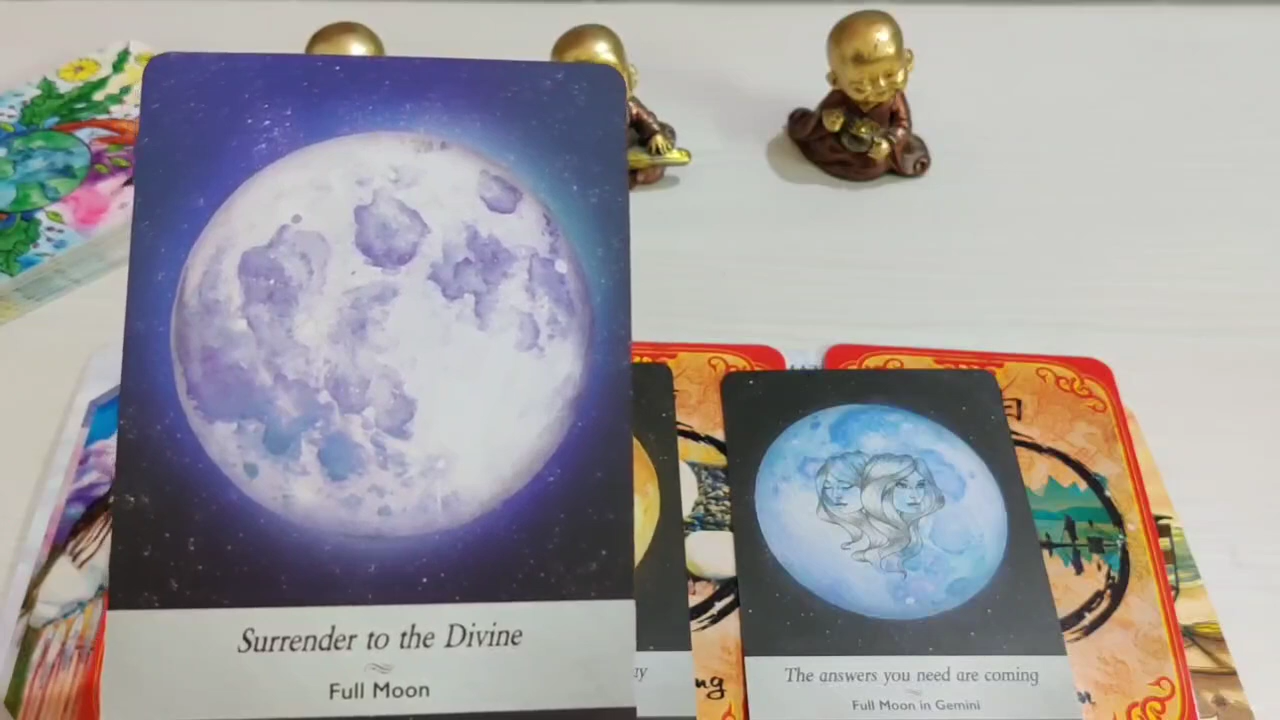 Surrender to the Divine
Full Moon
The answers you need are coming
Full Moon in Gemini